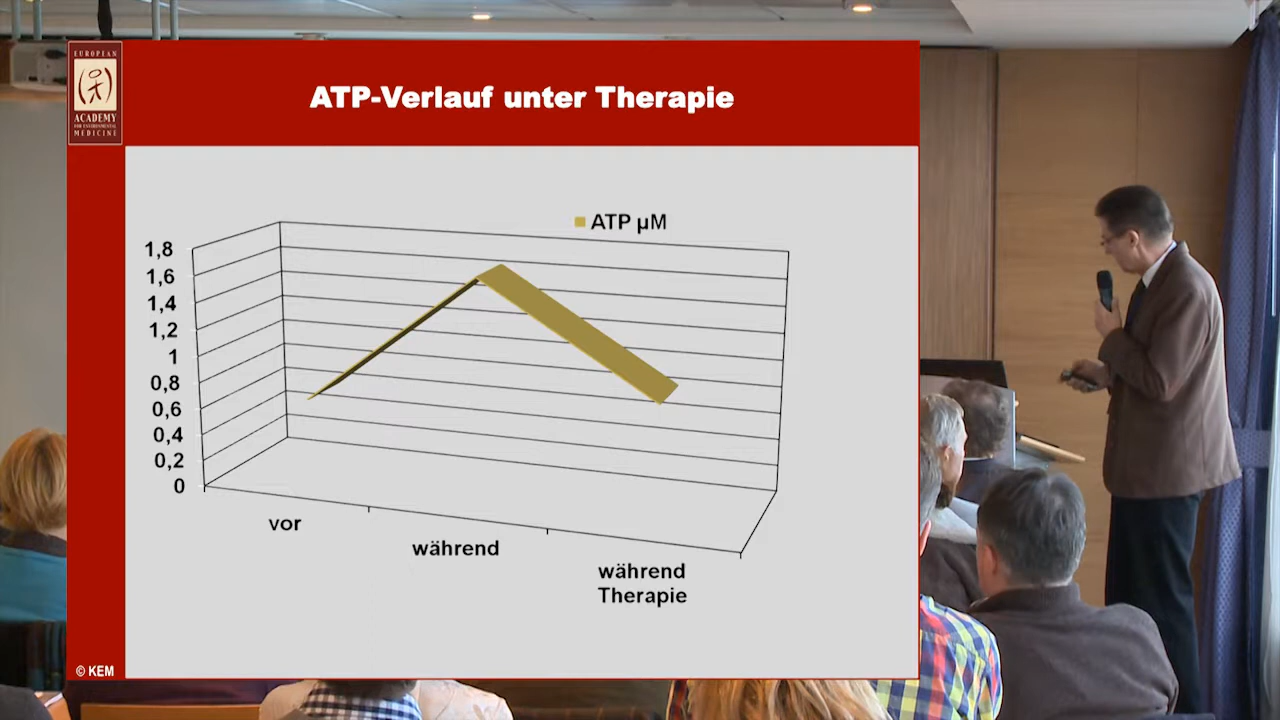 EUROPEAN
ACADEMY
FOR ENVIRONMENTAL
MEDICINE
ATP-Verlauf unter Therapie
ATP µM
1,8
1,6
1,4
1,2
1
0,8
0,6
0,4
0,2
0
vor
während
während
Therapie
© KEM